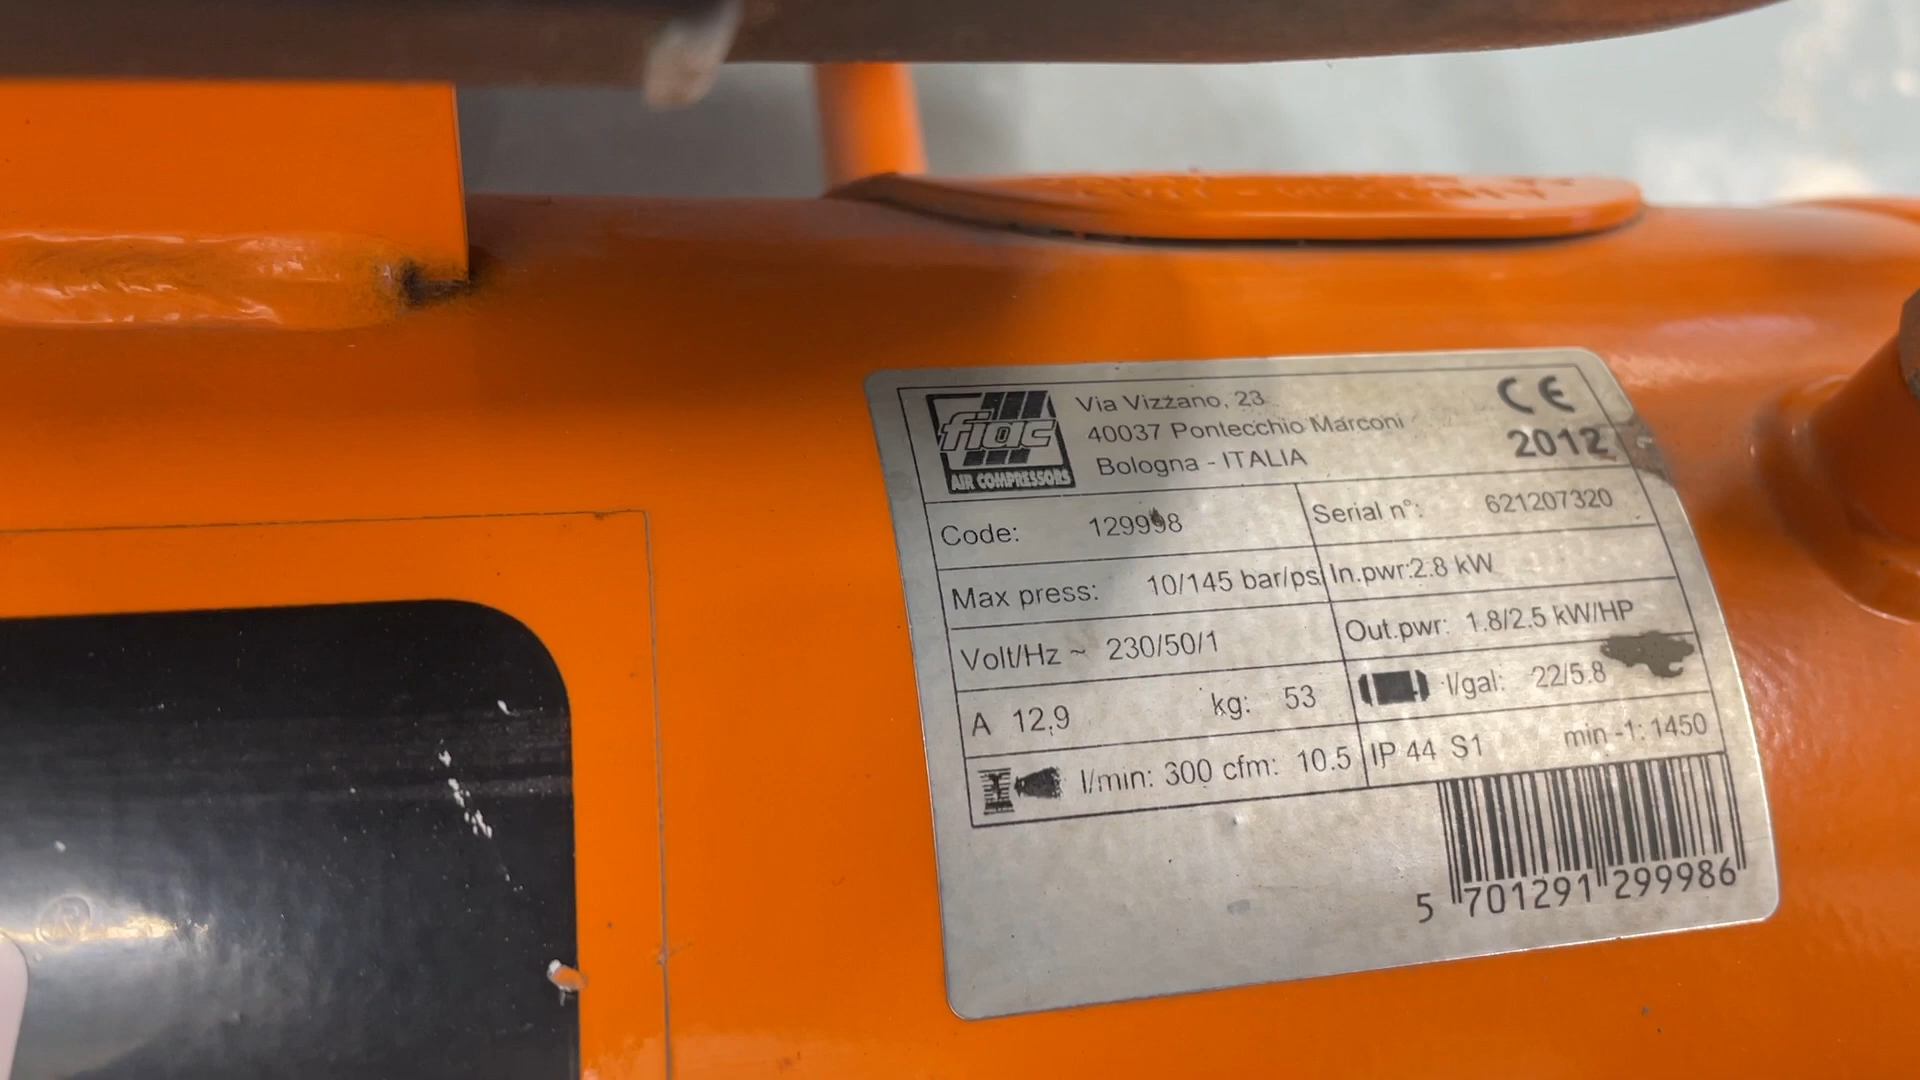 fiac
AIR COMPRESSORS
Via Vizzano, 23
40037 Pontecchio Marconi
Bologna - ITALIA
CE
2012
Code: 129998
Serial n°: 621207320
Max press: 10/145 bar/psi
In.pwr:2.8 kW
Volt/Hz ~ 230/50/1
Out.pwr: 1.8/2.5 kW/HP
A 12,9 kg: 53
l/gal: 22/5.8
l/min: 300 cfm: 10.5
IP 44 S1 min -1: 1450
5 701291 299986
®